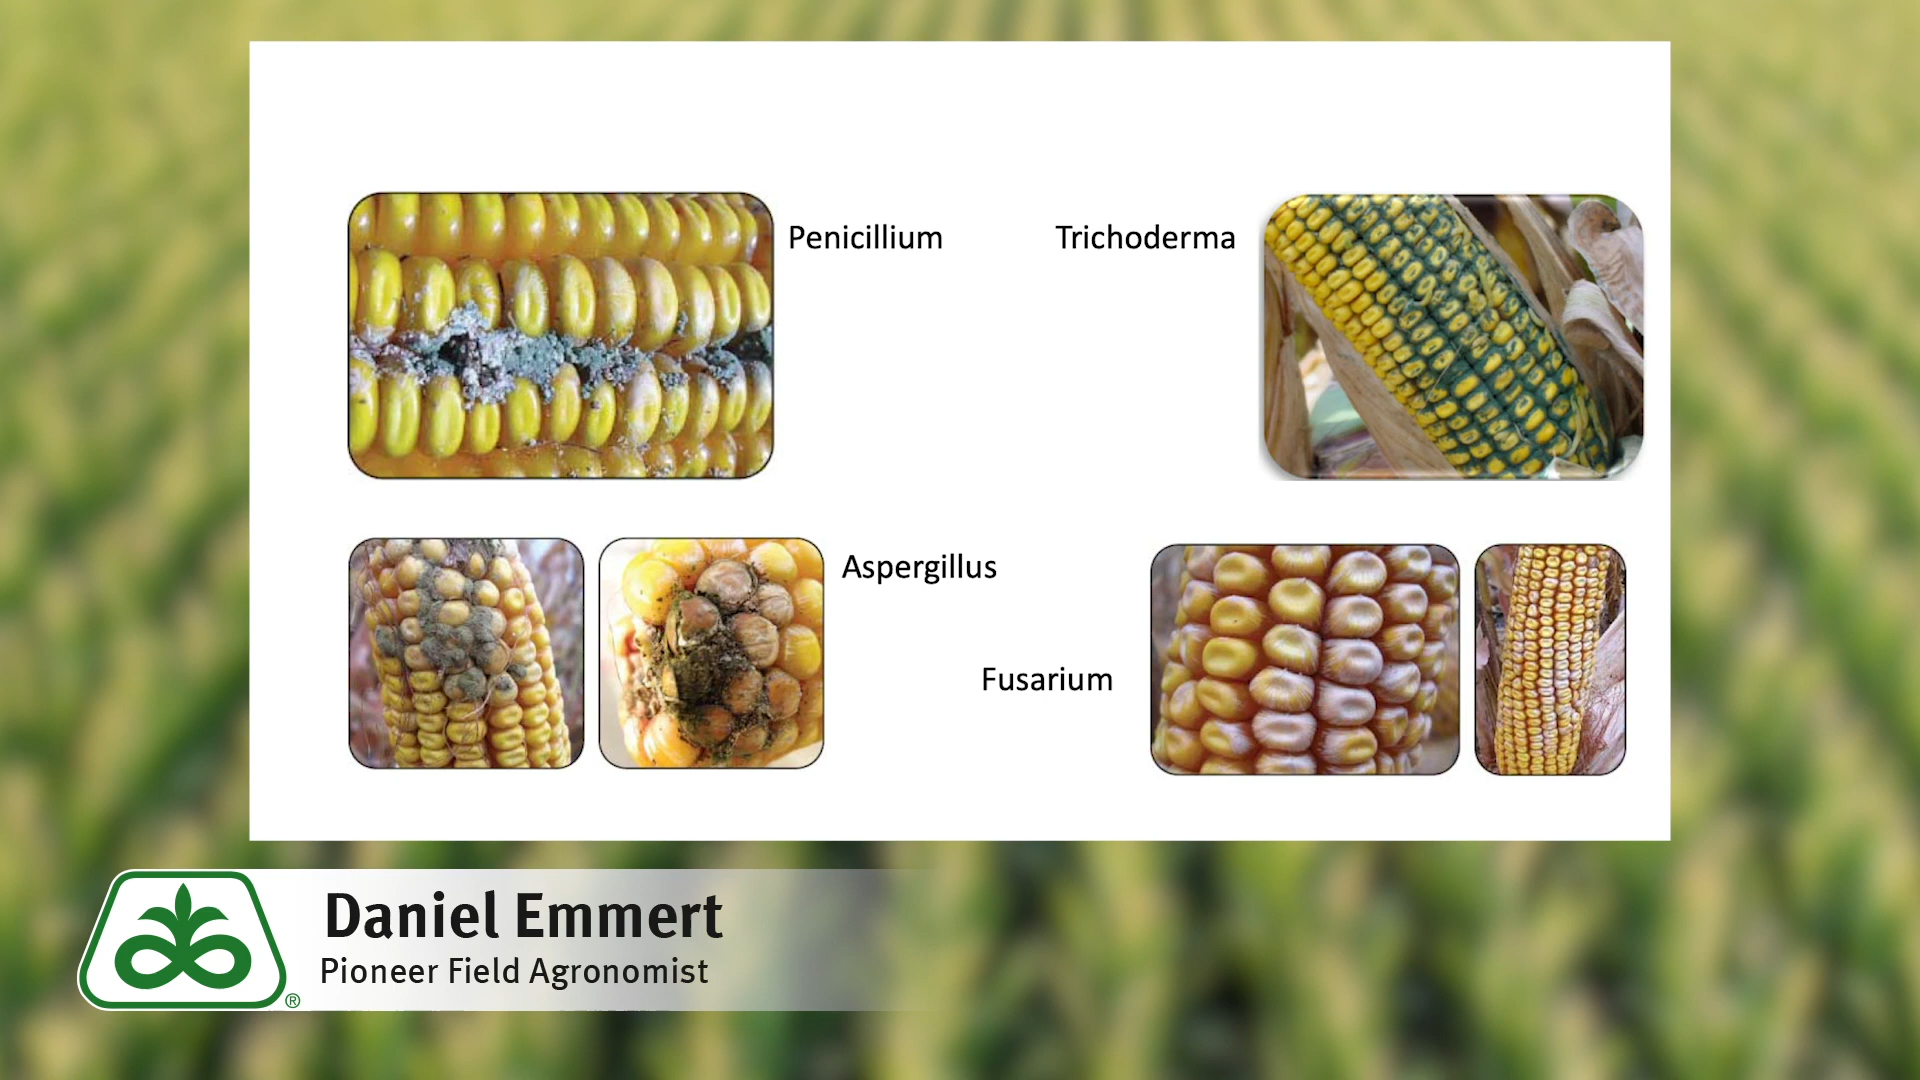 Penicillium
Trichoderma
Aspergillus
Fusarium
Daniel Emmert
Pioneer Field Agronomist
®